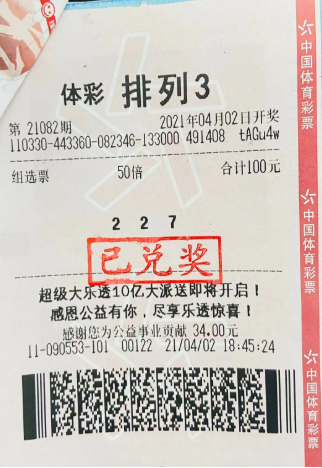 体彩 排列3
第 21082期 2021年04月02日开奖
110330-443360-082346-133000 491408 tAGu4w
组选票 50倍 合计100元
2 2 7
已兑奖
超级大乐透10亿大派送即将开启！
感恩公益有你，尽享乐透惊喜！
感谢您为公益事业贡献 34.00元
11-090553-101 00122 21/04/02 18:45:24
中国体育彩票
中国体育彩票
中国体育彩票